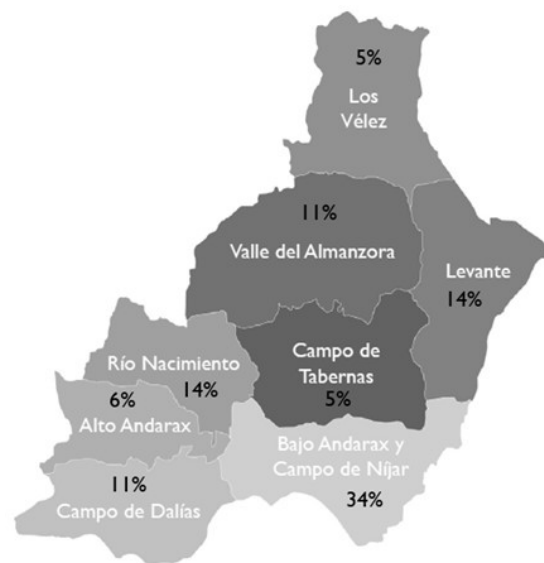 5%
Los
Vélez
11%
Valle del Almanzora
Levante
14%
Río Nacimiento
14%
Campo de
Tabernas
5%
6%
Alto Andarax
Bajo Andarax y
Campo de Níjar
34%
11%
Campo de Dalías